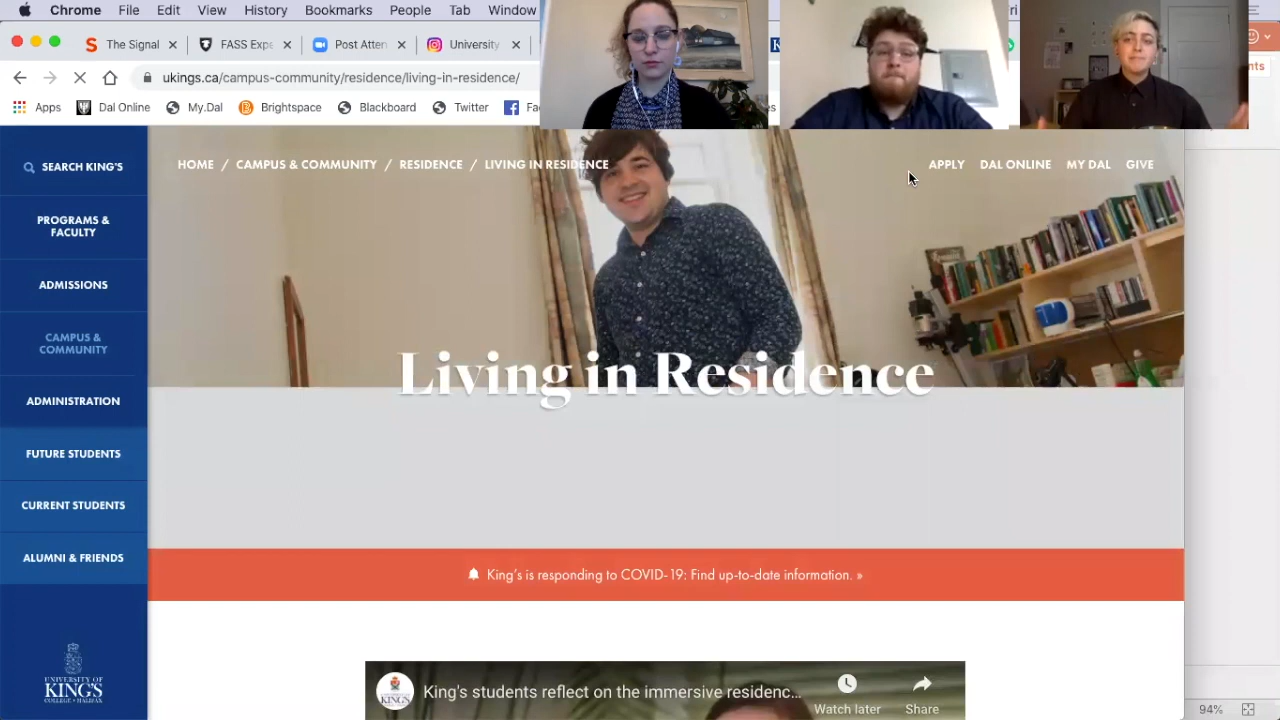 Chrome File Edit View History Bookmarks People Tab Window
The Signal
FASS Exp
Post Atten
University
ukings.ca/campus-community/residence/living-in-residence/
Apps Dal Online My.Dal Brightspace Blackboard Twitter
SEARCH KING'S
HOME / CAMPUS & COMMUNITY / RESIDENCE / LIVING IN RESIDENCE
APPLY DAL ONLINE MY DAL GIVE
PROGRAMS &
FACULTY
ADMISSIONS
CAMPUS &
COMMUNITY
ADMINISTRATION
FUTURE STUDENTS
CURRENT STUDENTS
ALUMNI & FRIENDS
UNIVERSITY OF
KING'S
COLLEGE • HALIFAX
Living in Residence
King's is responding to COVID-19: Find up-to-date information. »
King's students reflect on the immersive residenc...
Watch later
Share
94%